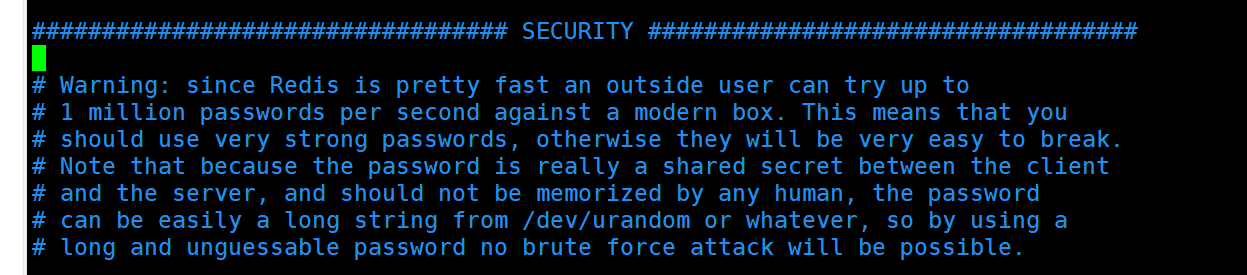 ################################## SECURITY ###################################
# Warning: since Redis is pretty fast an outside user can try up to
# 1 million passwords per second against a modern box. This means that you
# should use very strong passwords, otherwise they will be very easy to break.
# Note that because the password is really a shared secret between the client
# and the server, and should not be memorized by any human, the password
# can be easily a long string from /dev/urandom or whatever, so by using a
# long and unguessable password no brute force attack will be possible.